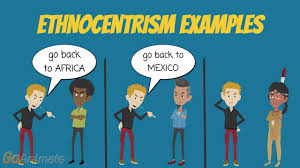 ETHNOCENTRISM EXAMPLES
go back
to AFRICA
go back to
MEXICO
GoAnimate